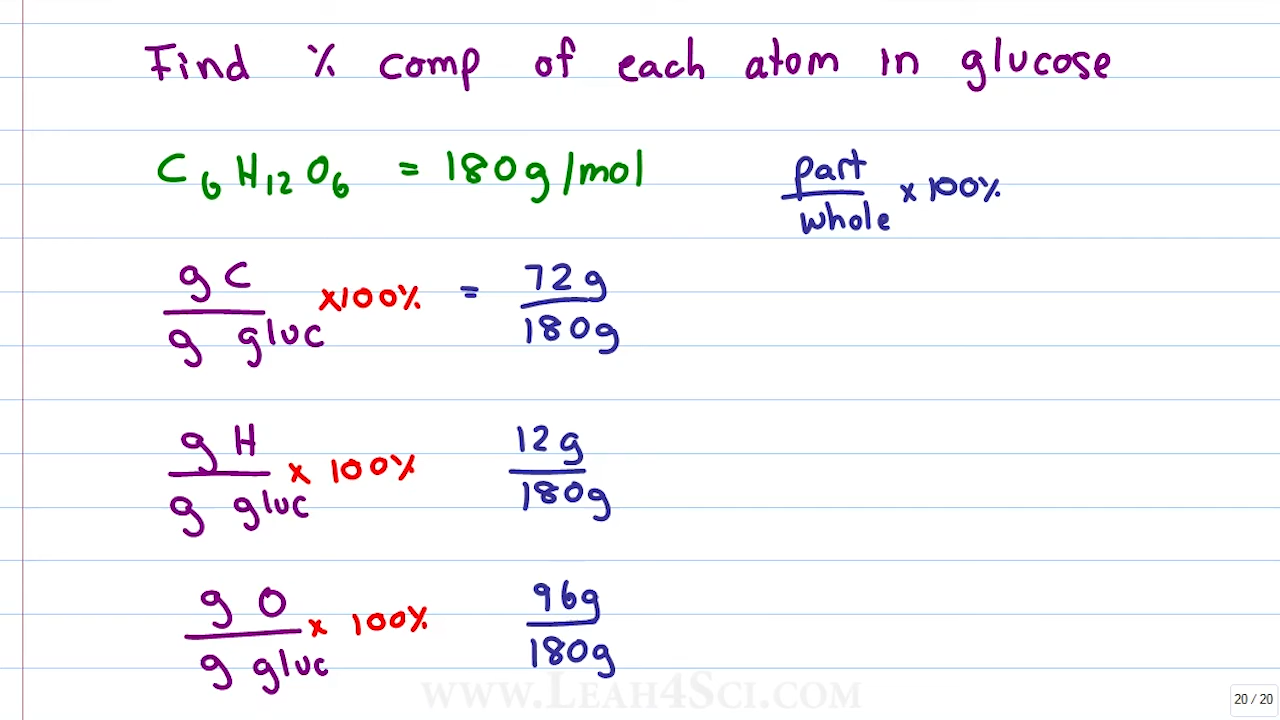 Find % comp of each atom in glucose
C6H12O6 = 180g/mol
part
whole x 100%
g C
g gluc x100% = 72g
180g
g H
g gluc x 100% 12g
180g
g O
g gluc x 100% 96g
180g
www.Leah4Sci.com
20 / 20